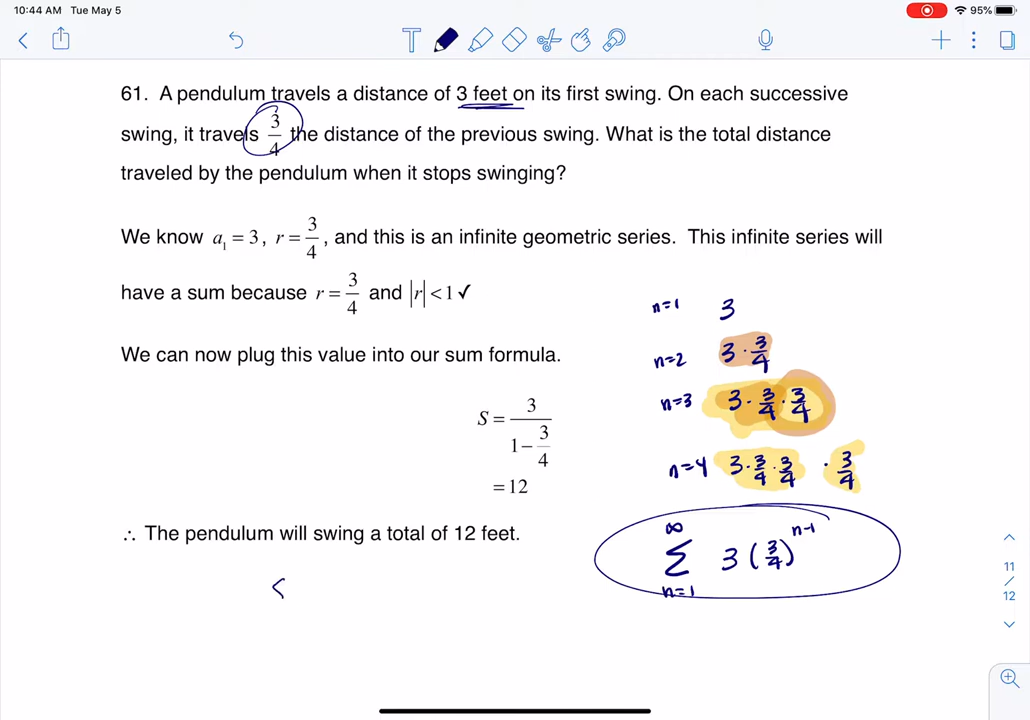 10:44 AM Tue May 5
95%
61. A pendulum travels a distance of 3 feet on its first swing. On each successive
swing, it travels 3/4 the distance of the previous swing. What is the total distance
traveled by the pendulum when it stops swinging?
We know a₁ = 3, r = 3/4, and this is an infinite geometric series. This infinite series will
have a sum because r = 3/4 and |r| < 1 ✓
We can now plug this value into our sum formula.
S = 3/(1 − 3/4)
= 12
∴ The pendulum will swing a total of 12 feet.
n=1 3
n=2 3 · 3/4
n=3 3 · 3/4 · 3/4
n=4 3 · 3/4 · 3/4 · 3/4
∞
Σ 3(3/4)ⁿ⁻¹
n=1
11
/
12
T